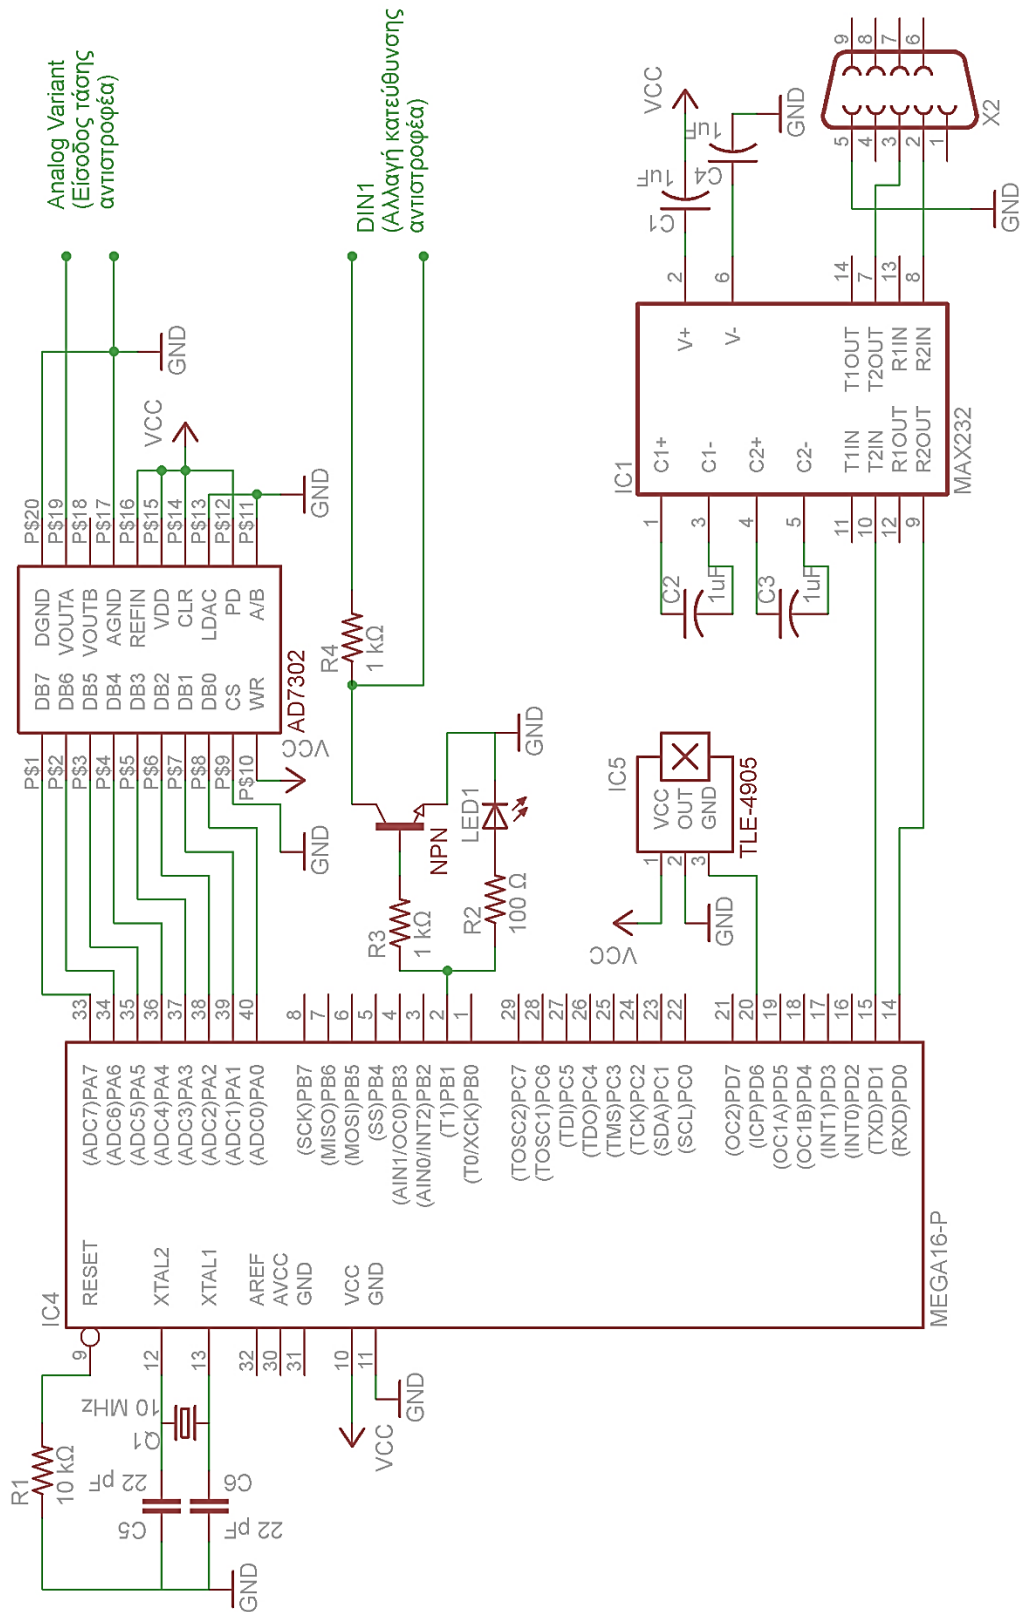 Analog Variant
(Είσοδος τάσης
αντιστροφέα)
DIN1
(Αλλαγή κατεύθυνσης
αντιστροφέα)
GND
VCC
GND
P$20
P$19
P$18
P$17
P$16
P$15
P$14
P$13
P$12
P$11
DGND
VOUTA
VOUTB
AGND
REFIN
VDD
CLR
LDAC
PD
A/B
DB7
DB6
DB5
DB4
DB3
DB2
DB1
DB0
CS
WR
AD7302
P$1
P$2
P$3
P$4
P$5
P$6
P$7
P$8
P$9
P$10
VCC
GND
R4
1 kΩ
NPN
LED1
GND
R3
1 kΩ
R2
100 Ω
33
34
35
36
37
38
39
40
8
7
6
5
4
3
2
1
29
28
27
26
25
24
23
22
21
20
19
18
17
16
15
14
(ADC7)PA7
(ADC6)PA6
(ADC5)PA5
(ADC4)PA4
(ADC3)PA3
(ADC2)PA2
(ADC1)PA1
(ADC0)PA0
(SCK)PB7
(MISO)PB6
(MOSI)PB5
(SS)PB4
(AIN1/OC0)PB3
(AIN0/INT2)PB2
(T1)PB1
(T0/XCK)PB0
(TOSC2)PC7
(TOSC1)PC6
(TDI)PC5
(TDO)PC4
(TMS)PC3
(TCK)PC2
(SDA)PC1
(SCL)PC0
(OC2)PD7
(ICP)PD6
(OC1A)PD5
(OC1B)PD4
(INT1)PD3
(INT0)PD2
(TXD)PD1
(RXD)PD0
IC4
RESET
XTAL2
XTAL1
AREF
AVCC
GND
VCC
GND
MEGA16-P
9
12
13
32
30
31
10
11
R1
10 kΩ
Q1
10 MHz
C5
22 pF
C6
22 pF
GND
VCC
GND
IC5
VCC
OUT
GND
TLE-4905
1
2
3
VCC
GND
IC1
C1+
C1-
C2+
C2-
T1IN
T2IN
R1OUT
R2OUT
V+
V-
T1OUT
T2OUT
R1IN
R2IN
MAX232
1
3
4
5
11
10
12
9
2
6
14
7
13
8
C2
1uF
C3
1uF
C1
1uF
C4
1uF
VCC
GND
GND
9
8
7
6
5
4
3
2
1
X2